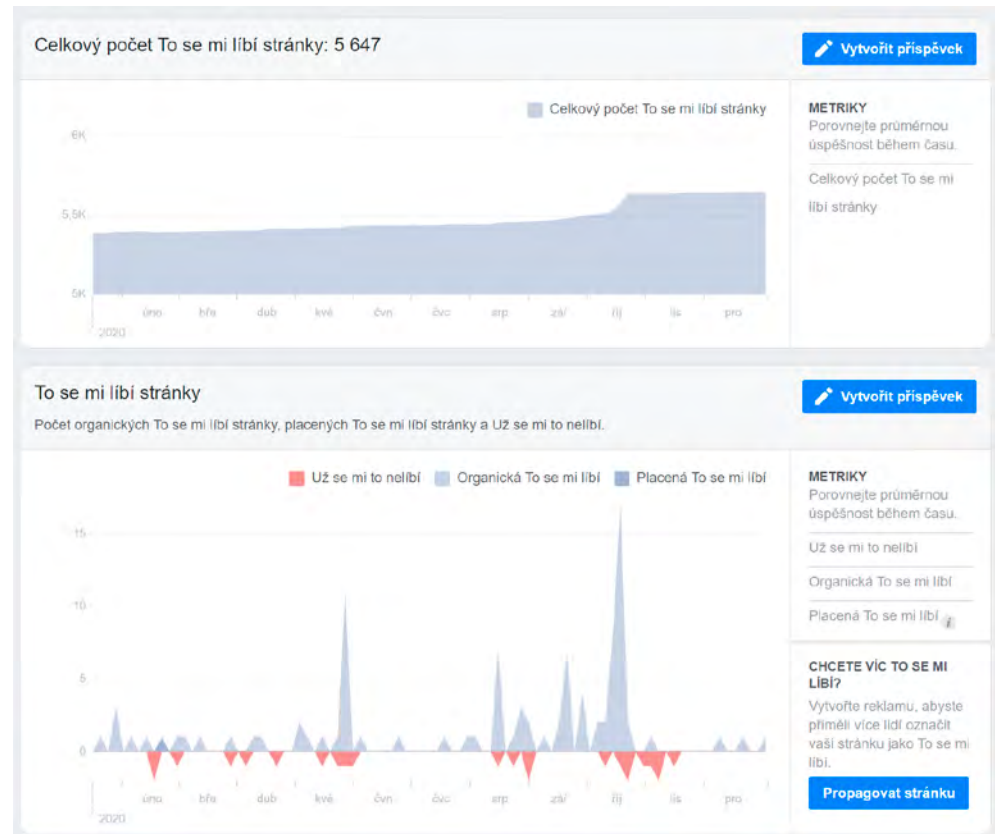 Celkový počet To se mi líbí stránky: 5 647
Vytvořit příspěvek
Celkový počet To se mi líbí stránky
6K
5,5K
5K
úno bře dub kvě čvn čvc srp zář říj lis pro
2020
METRIKY
Porovnejte průměrnou
úspěšnost během času.
Celkový počet To se mi
líbí stránky
To se mi líbí stránky
Počet organických To se mi líbí stránky, placených To se mi líbí stránky a Už se mi to nelíbí.
Vytvořit příspěvek
Už se mi to nelíbí Organická To se mi líbí Placená To se mi líbí
15
10
5
0
úno bře dub kvě čvn čvc srp zář říj lis pro
2020
METRIKY
Porovnejte průměrnou
úspěšnost během času.
Už se mi to nelíbí
Organická To se mi líbí
Placená To se mi líbí i
CHCETE VÍC TO SE MI
LÍBÍ?
Vytvořte reklamu, abyste
přiměli více lidí označit
vaši stránku jako To se mi
líbí.
Propagovat stránku